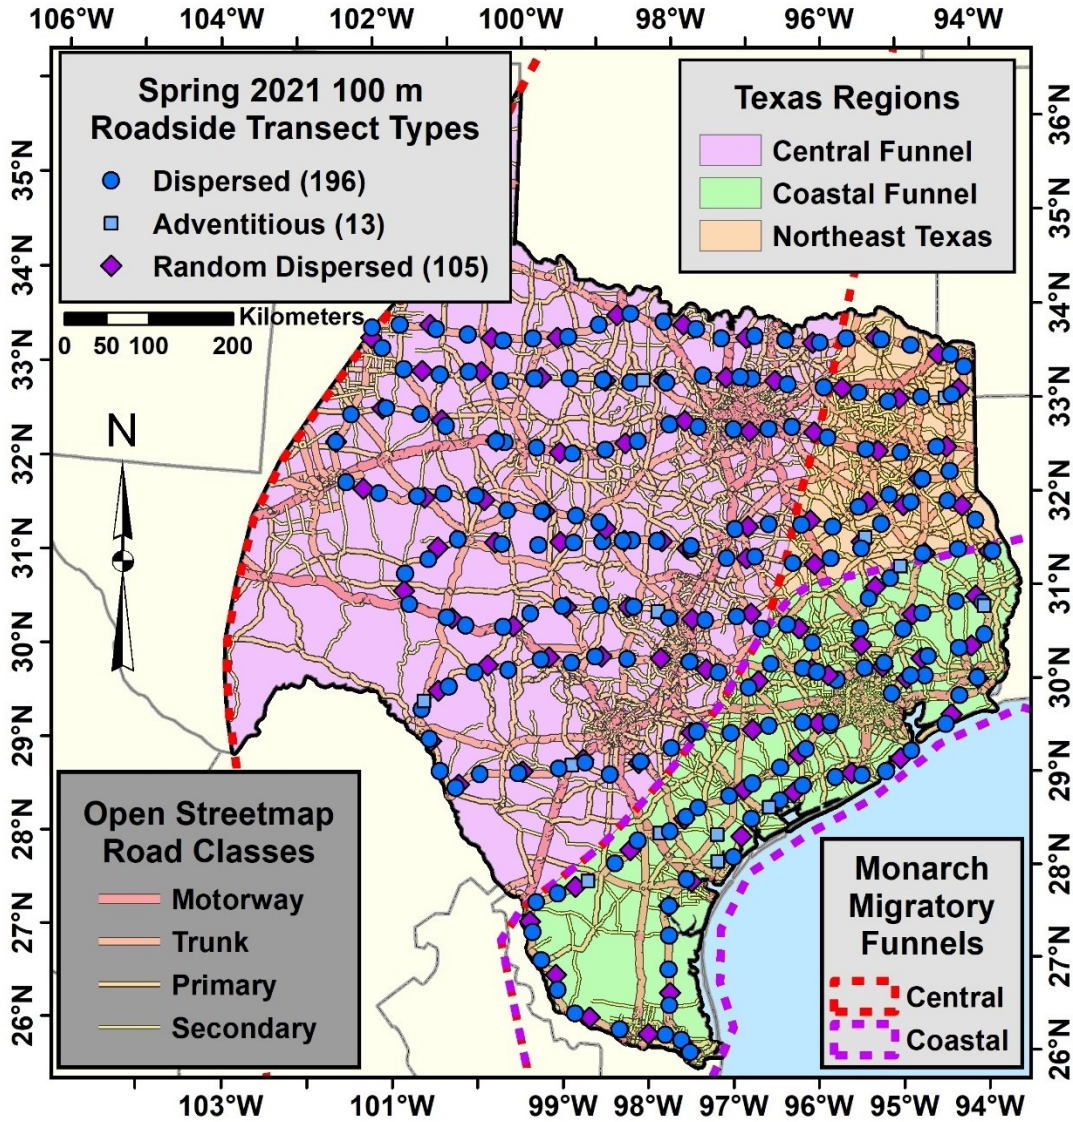 106°W 104°W 102°W 100°W 98°W 96°W 94°W
Spring 2021 100 m
Roadside Transect Types
Dispersed (196)
Adventitious (13)
Random Dispersed (105)
Kilometers
0 50 100 200
Texas Regions
Central Funnel
Coastal Funnel
Northeast Texas
35°N
34°N
33°N
32°N
31°N
30°N
29°N
28°N
27°N
26°N
36°N
35°N
34°N
33°N
32°N
31°N
30°N
29°N
28°N
27°N
26°N
N
Open Streetmap
Road Classes
Motorway
Trunk
Primary
Secondary
Monarch
Migratory
Funnels
Central
Coastal
103°W 101°W 99°W 98°W 97°W 96°W 95°W 94°W